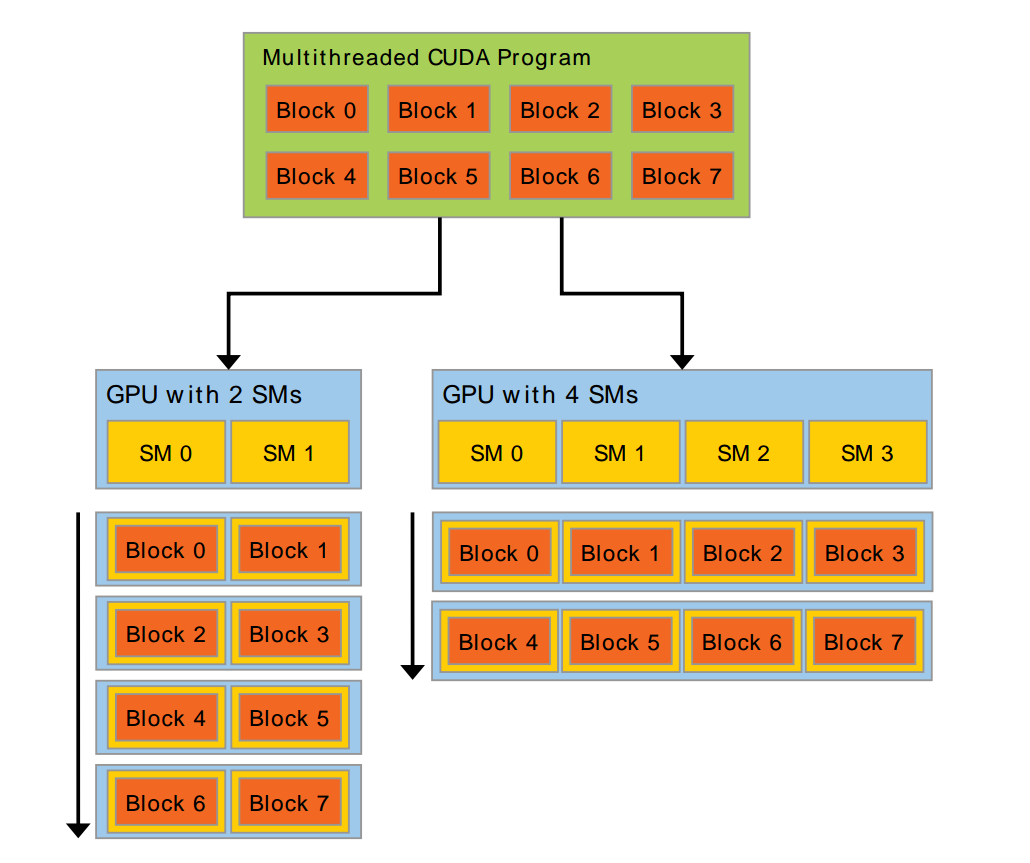 Multithreaded CUDA Program
Block 0 Block 1 Block 2 Block 3
Block 4 Block 5 Block 6 Block 7
GPU with 2 SMs
SM 0 SM 1
Block 0 Block 1
Block 2 Block 3
Block 4 Block 5
Block 6 Block 7
GPU with 4 SMs
SM 0 SM 1 SM 2 SM 3
Block 0 Block 1 Block 2 Block 3
Block 4 Block 5 Block 6 Block 7